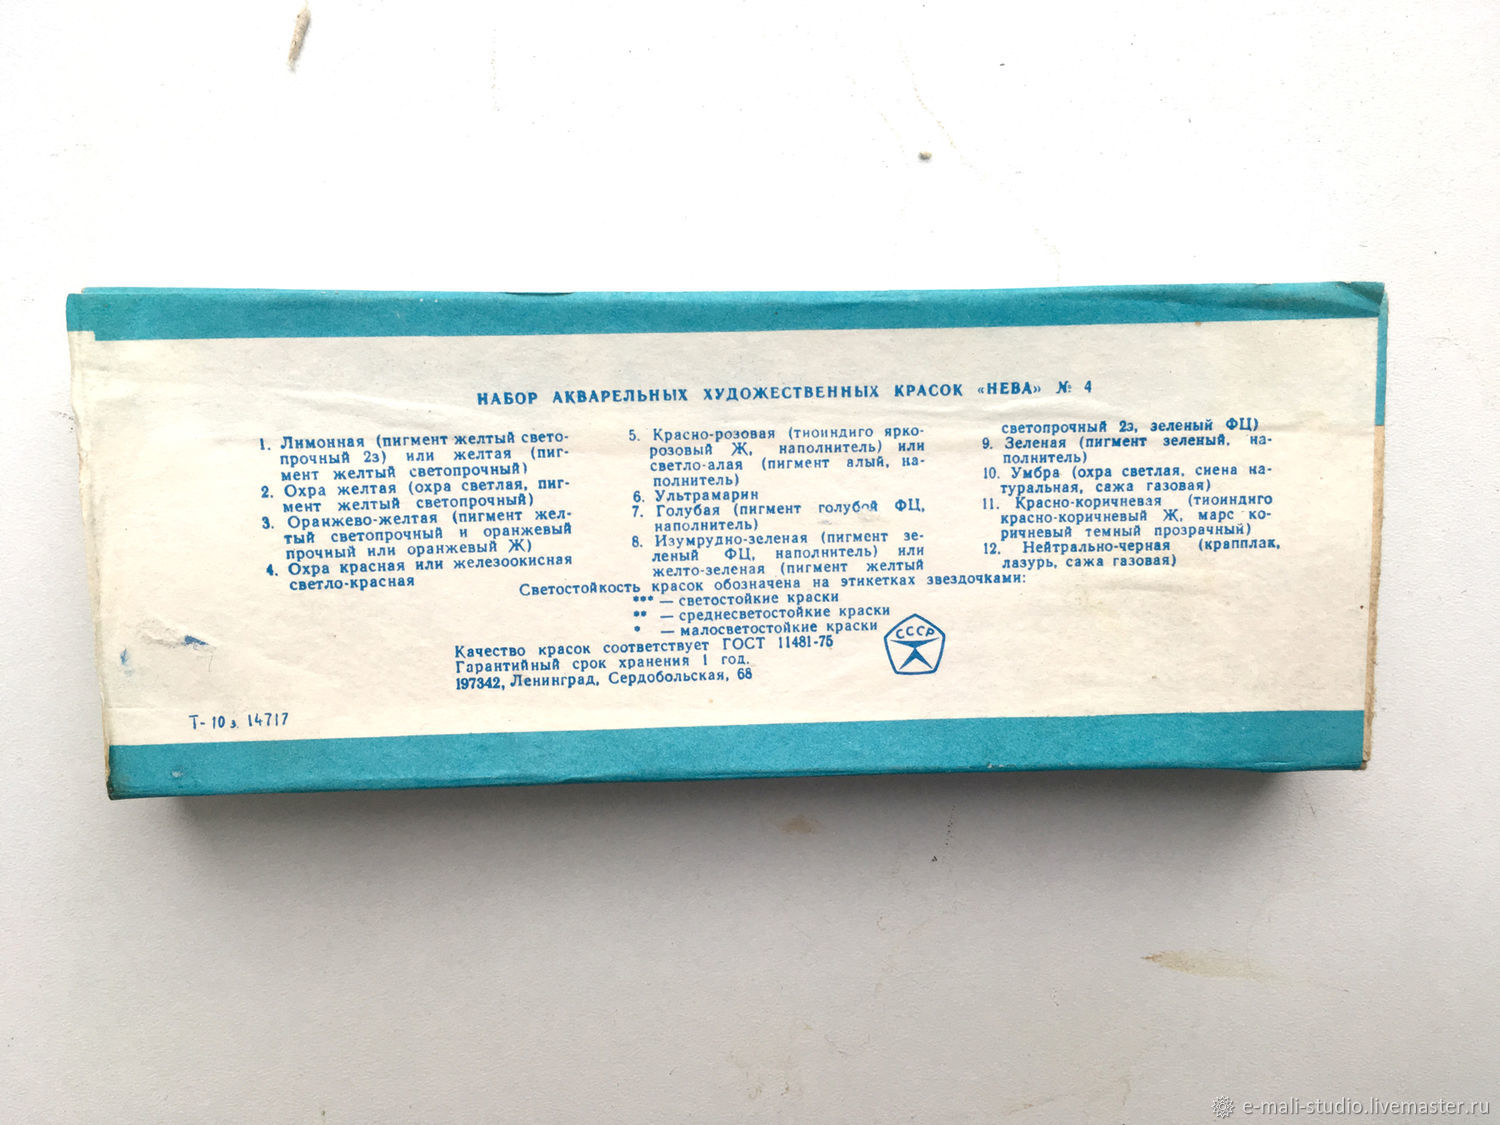 НАБОР АКВАРЕЛЬНЫХ ХУДОЖЕСТВЕННЫХ КРАСОК «НЕВА» № 4
1. Лимонная (пигмент желтый свето-
прочный 2з) или желтая (пиг-
мент желтый светопрочный)
2. Охра желтая (охра светлая, пиг-
мент желтый светопрочный)
3. Оранжево-желтая (пигмент жел-
тый светопрочный и оранжевый
прочный или оранжевый Ж)
4. Охра красная или железоокисная
светло-красная
5. Красно-розовая (тиоиндиго ярко-
розовый Ж, наполнитель) или
светло-алая (пигмент алый, на-
полнитель)
6. Ультрамарин
7. Голубая (пигмент голубой ФЦ,
наполнитель)
8. Изумрудно-зеленая (пигмент зе-
леный ФЦ, наполнитель) или
желто-зеленая (пигмент желтый
светопрочный 2з, зеленый ФЦ)
9. Зеленая (пигмент зеленый, на-
полнитель)
10. Умбра (охра светлая, сиена на-
туральная, сажа газовая)
11. Красно-коричневая (тиоиндиго
красно-коричневый Ж, марс ко-
ричневый темный прозрачный)
12. Нейтрально-черная (крапплак,
лазурь, сажа газовая)
Светостойкость красок обозначена на этикетках звездочками:
*** — светостойкие краски
** — среднесветостойкие краски
* — малосветостойкие краски
СССР
Качество красок соответствует ГОСТ 11481-75
Гарантийный срок хранения 1 год.
197342, Ленинград, Сердобольская, 68
Т-10 з. 14717
e-mali-studio.livemaster.ru